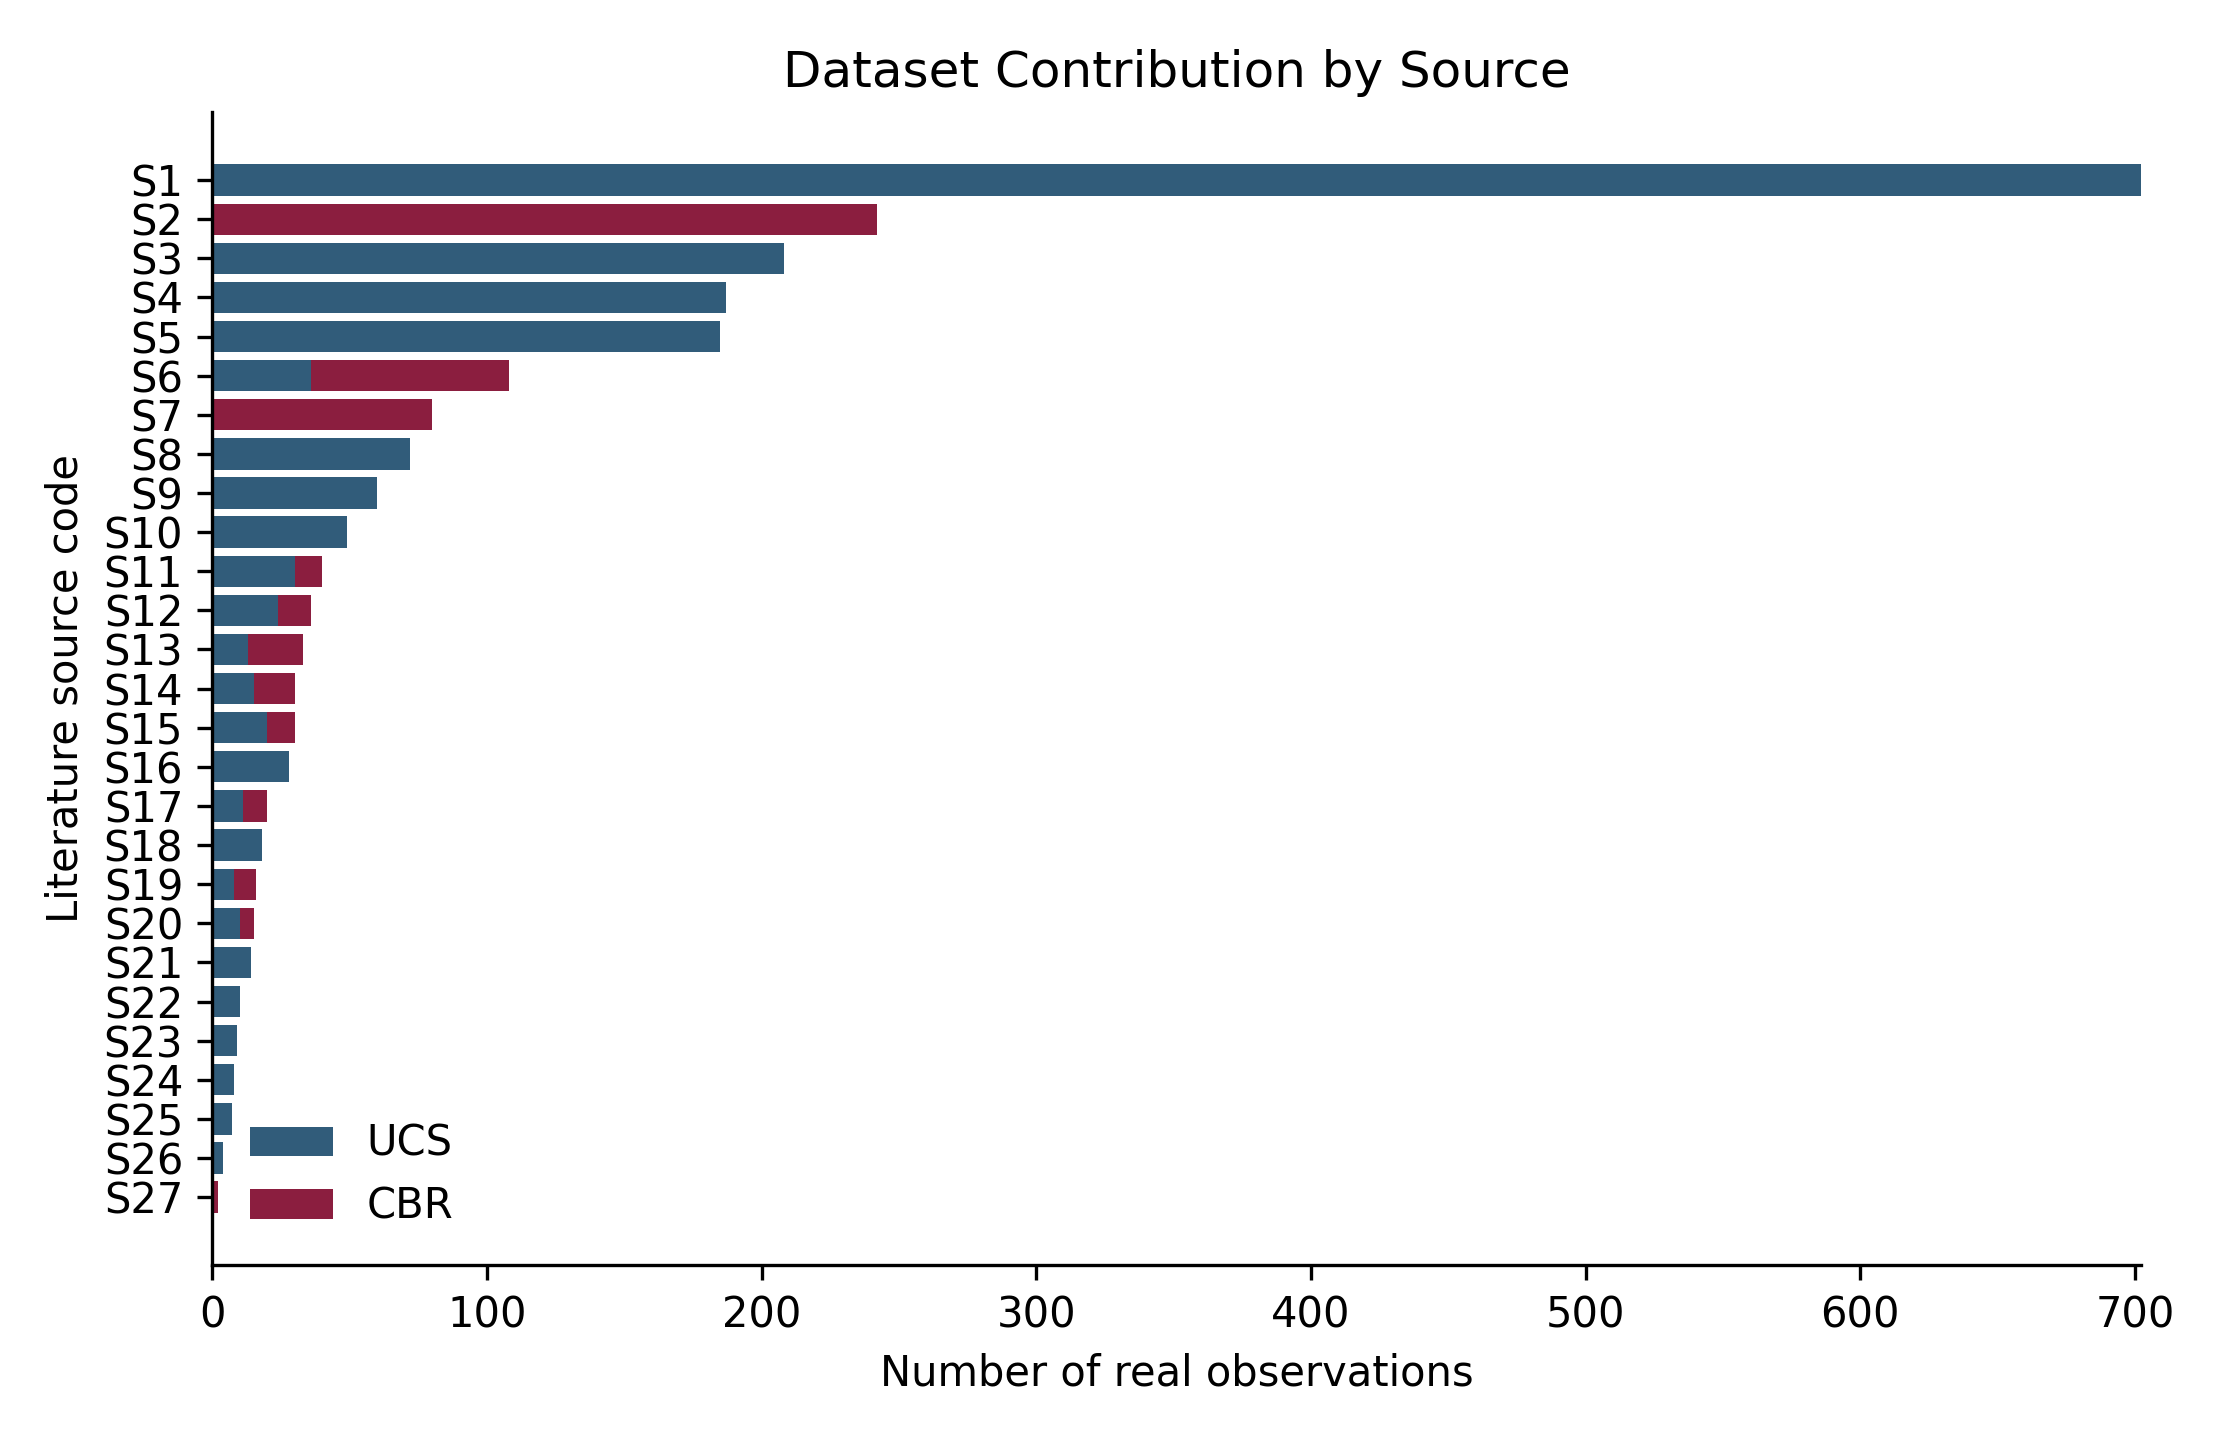 Dataset Contribution by Source
Literature source code
S1
S2
S3
S4
S5
S6
S7
S8
S9
S10
S11
S12
S13
S14
S15
S16
S17
S18
S19
S20
S21
S22
S23
S24
S25
S26
S27
UCS
CBR
0 100 200 300 400 500 600 700
Number of real observations